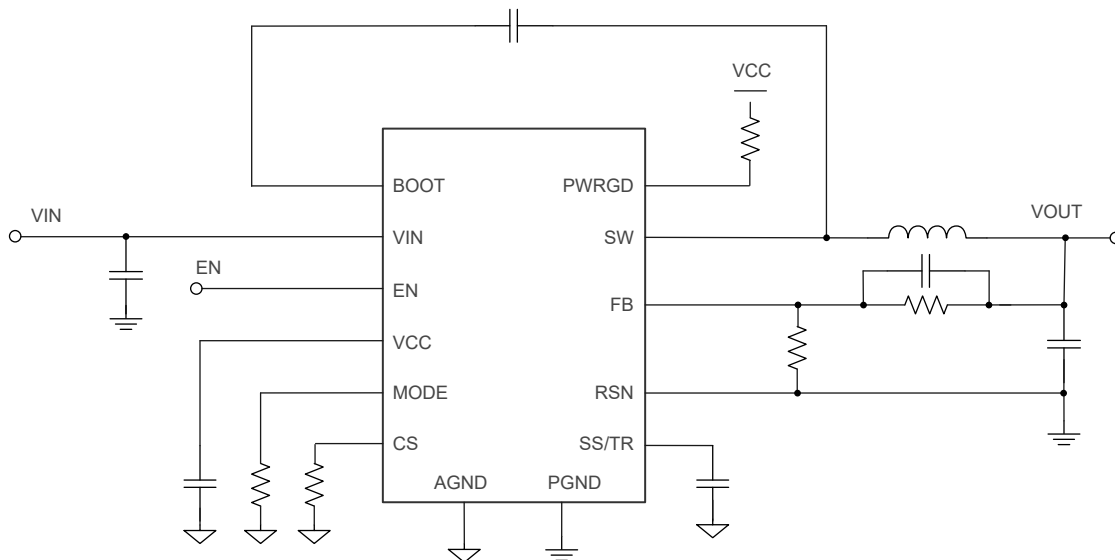 VCC
BOOT
PWRGD
VIN
VOUT
VIN
SW
EN
EN
FB
VCC
MODE
RSN
CS
SS/TR
AGND
PGND